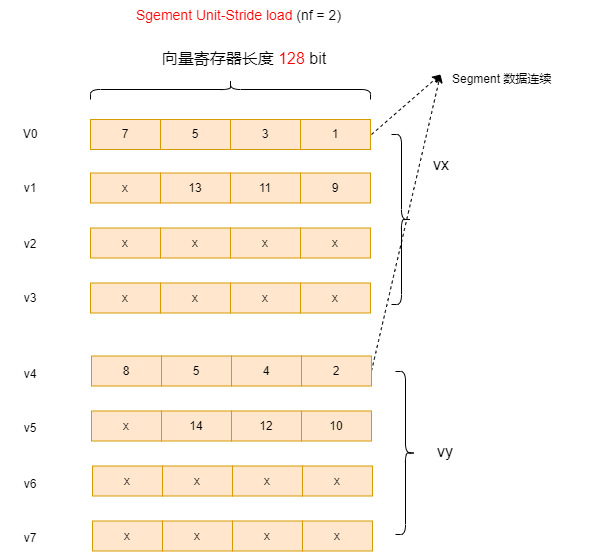 Sgement Unit-Stride load (nf = 2)
向量寄存器长度 128 bit
Segment 数据连续
V0 7 5 3 1
vx
v1 x 13 11 9
v2 x x x x
v3 x x x x
v4 8 5 4 2
v5 x 14 12 10
vy
v6 x x x x
v7 x x x x